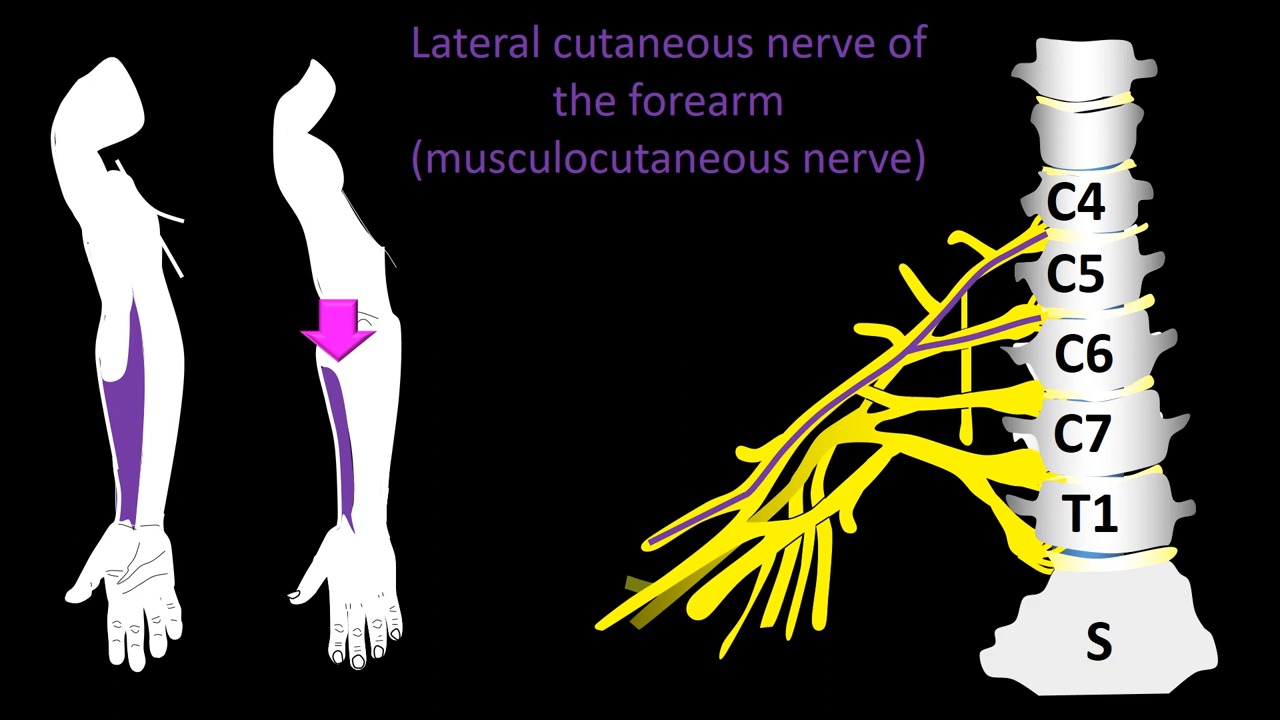 Lateral cutaneous nerve of
the forearm
(musculocutaneous nerve)
C4
C5
C6
C7
T1
S